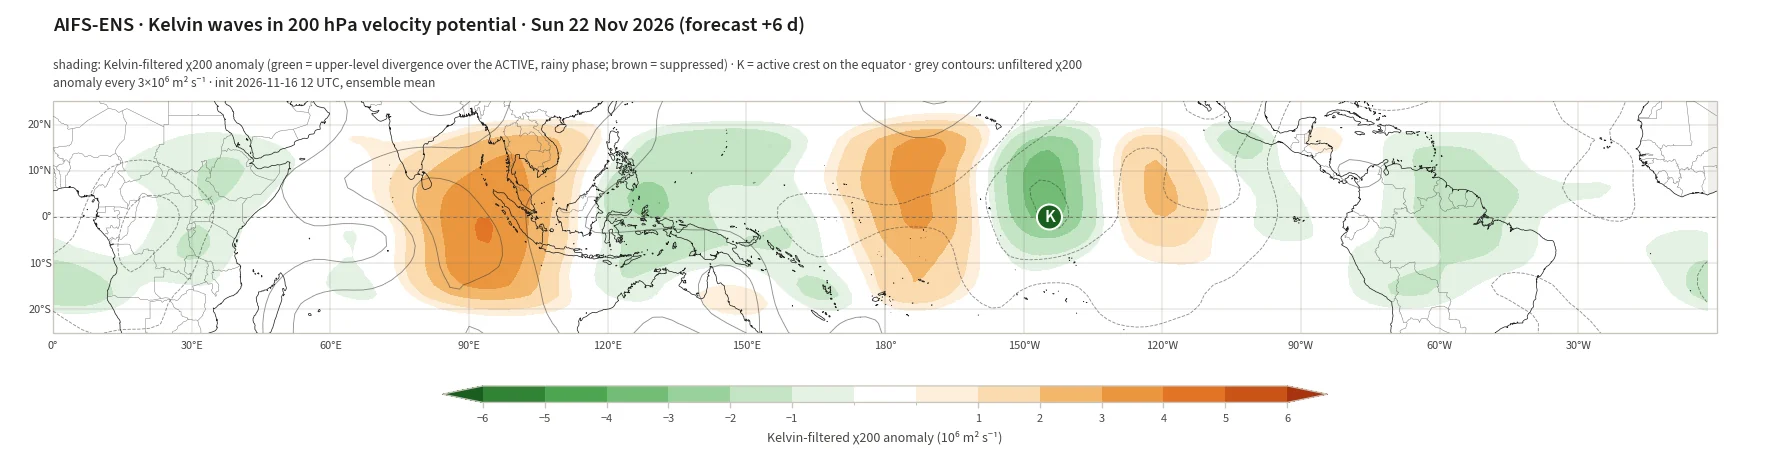 AIFS-ENS · Kelvin waves in 200 hPa velocity potential · Sun 22 Nov 2026 (forecast +6 d)
shading: Kelvin-filtered χ200 anomaly (green = upper-level divergence over the ACTIVE, rainy phase; brown = suppressed) · K = active crest on the equator · grey contours: unfiltered χ200
anomaly every 3×10⁶ m² s⁻¹ · init 2026-11-16 12 UTC, ensemble mean
20°N
10°N
0°
10°S
20°S
K
0° 30°E 60°E 90°E 120°E 150°E 180° 150°W 120°W 90°W 60°W 30°W
−6 −5 −4 −3 −2 −1 1 2 3 4 5 6
Kelvin-filtered χ200 anomaly (10⁶ m² s⁻¹)